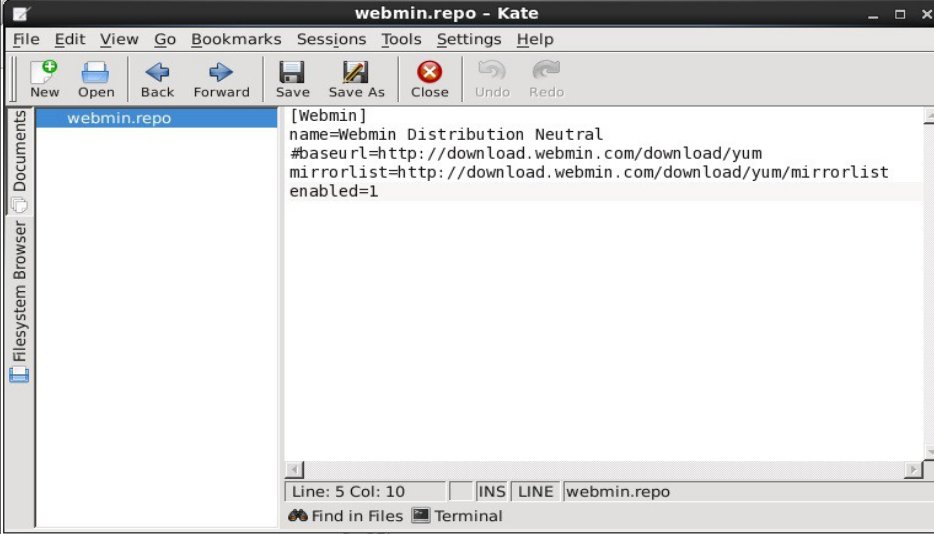 webmin.repo – Kate
File Edit View Go Bookmarks Sessions Tools Settings Help
New Open Back Forward Save Save As Close Undo Redo
Documents
Filesystem Browser
webmin.repo
[Webmin]
name=Webmin Distribution Neutral
#baseurl=http://download.webmin.com/download/yum
mirrorlist=http://download.webmin.com/download/yum/mirrorlist
enabled=1
Line: 5 Col: 10 INS LINE webmin.repo
Find in Files Terminal